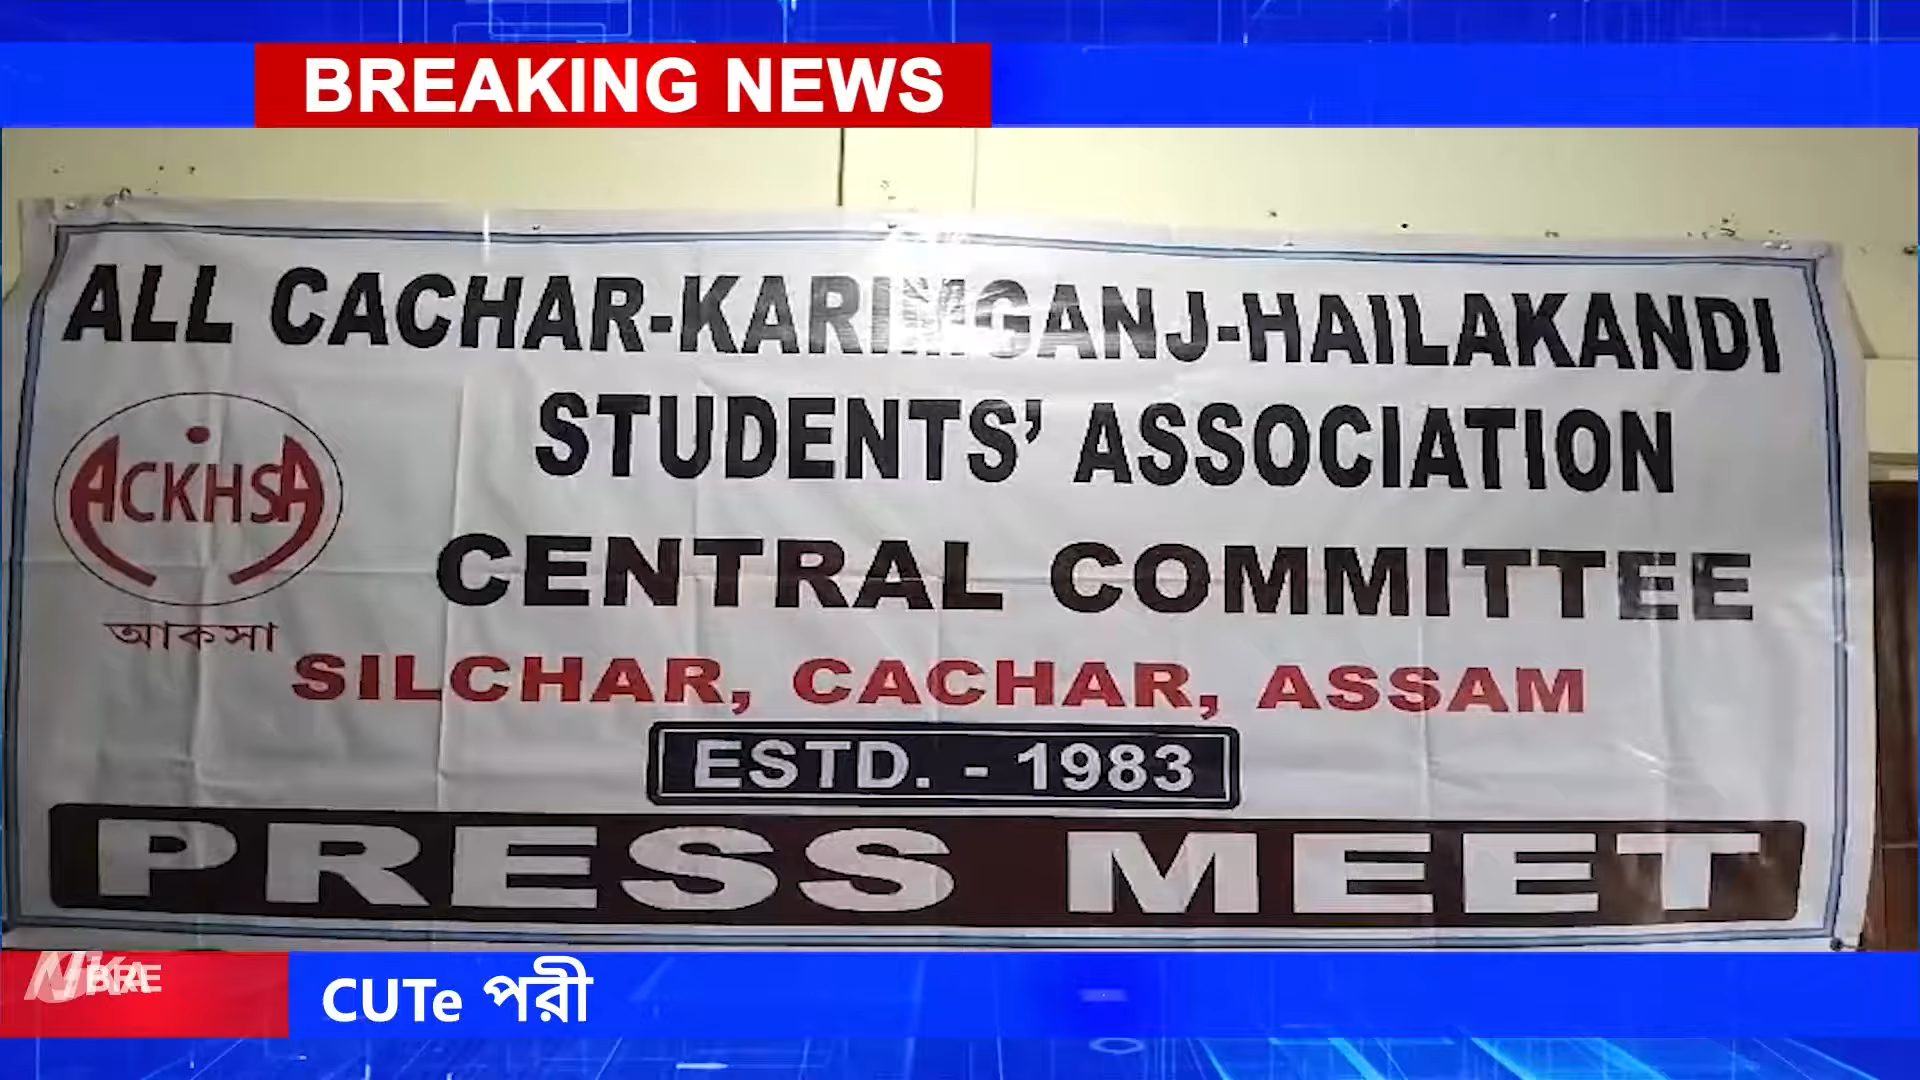 BREAKING NEWS
ALL CACHAR-KARIMGANJ-HAILAKANDI
STUDENTS' ASSOCIATION
ACKHSA
আকসা
CENTRAL COMMITTEE
SILCHAR, CACHAR, ASSAM
ESTD. - 1983
PRESS MEET
CUTe পরী